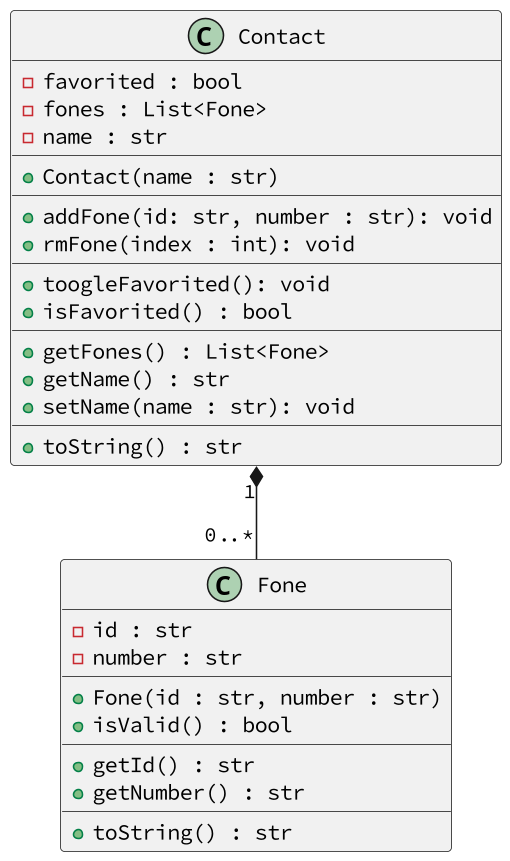 C Contact
favorited : bool
fones : List<Fone>
name : str
Contact(name : str)
addFone(id: str, number : str): void
rmFone(index : int): void
toogleFavorited(): void
isFavorited() : bool
getFones() : List<Fone>
getName() : str
setName(name : str): void
toString() : str
1
0..*
C Fone
id : str
number : str
Fone(id : str, number : str)
isValid() : bool
getId() : str
getNumber() : str
toString() : str